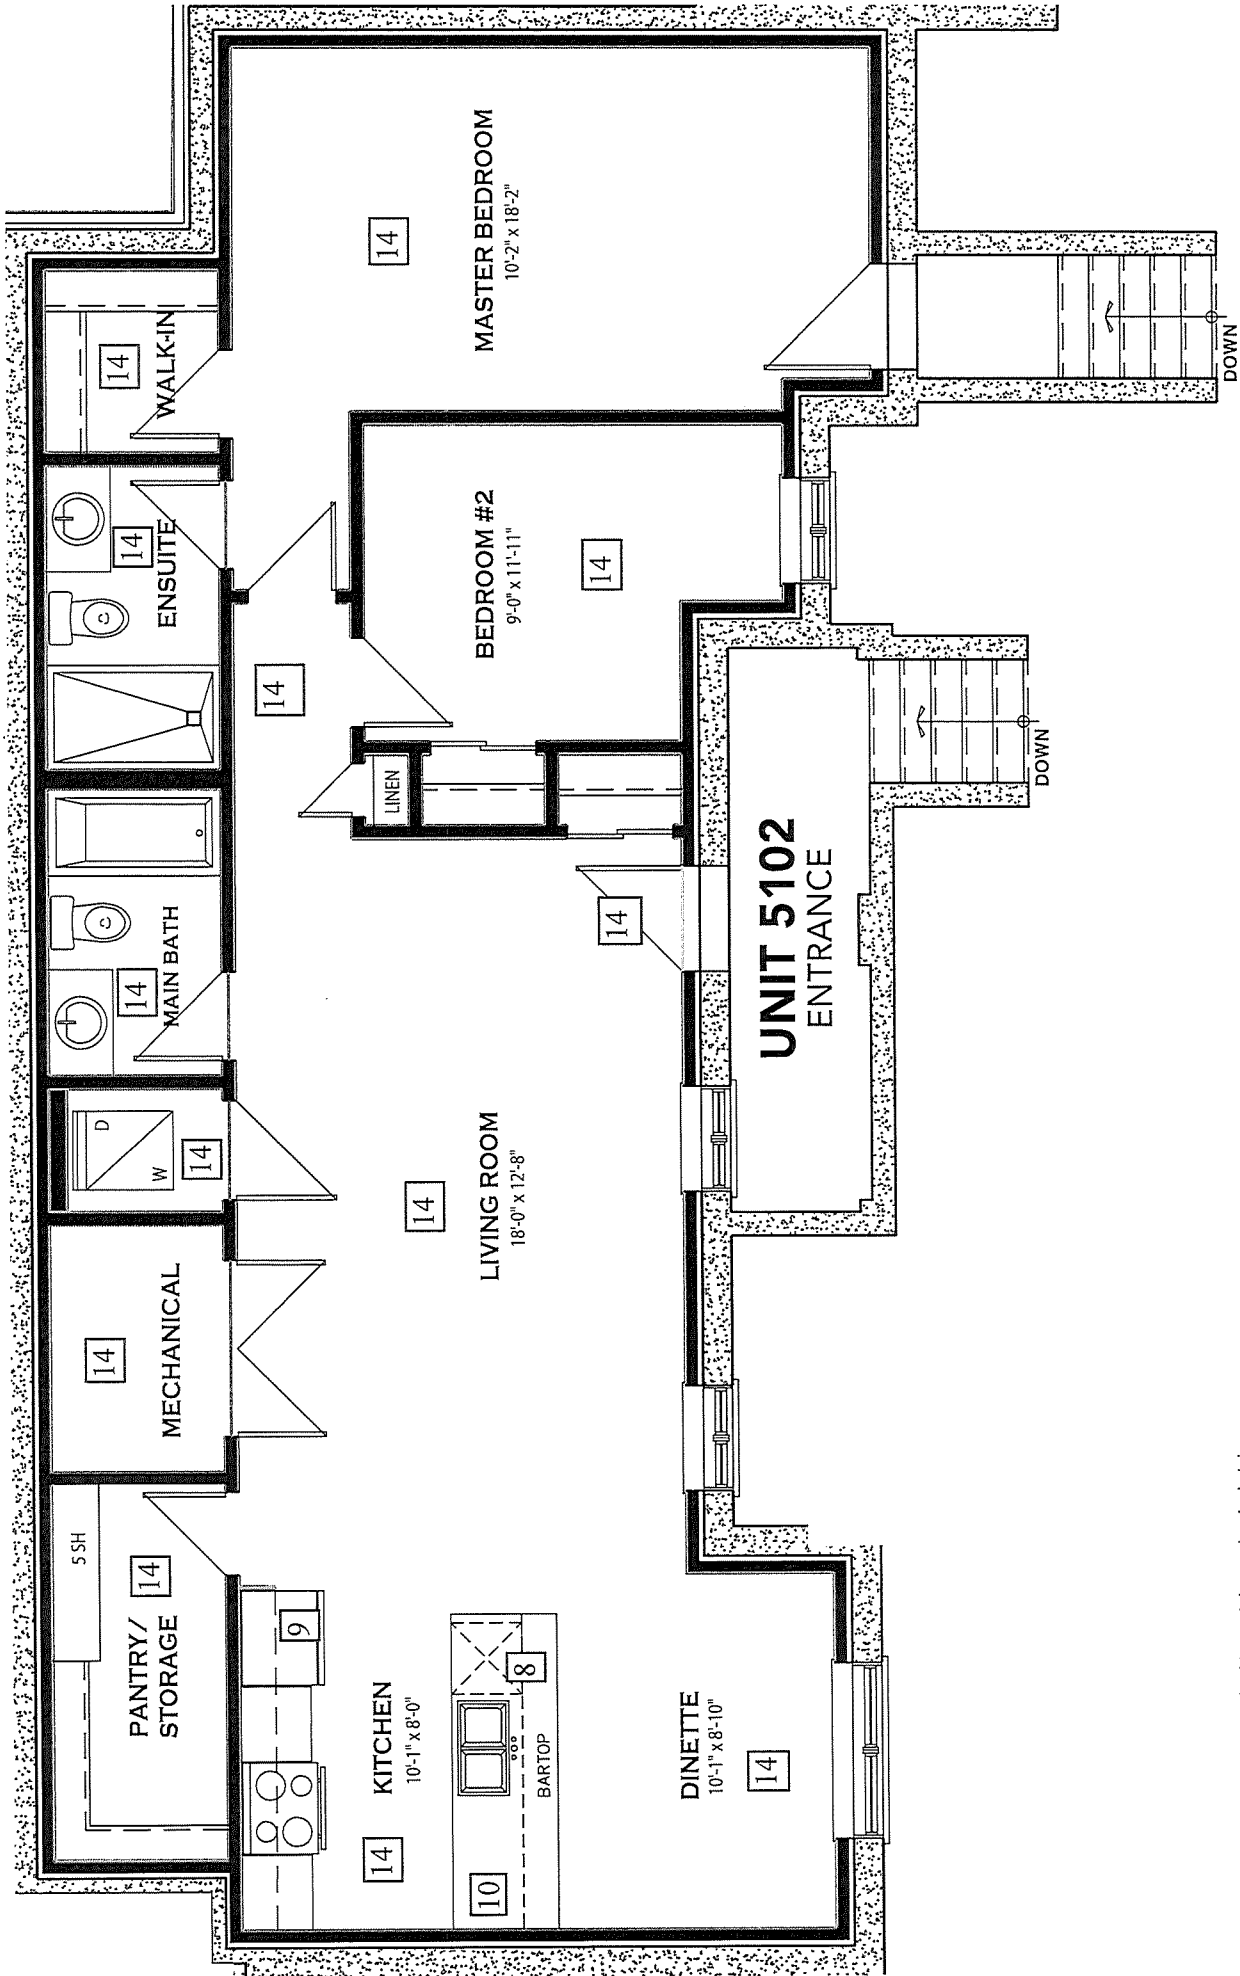 14
WALK-IN
14
MASTER BEDROOM
10'-2" x 18'-2"
DOWN
14
ENSUITE
14
BEDROOM #2
9'-0" x 11'-11"
14
LINEN
DOWN
14
MAIN BATH
14
UNIT 5102
ENTRANCE
D
W
14
14
LIVING ROOM
18'-0" x 12'-8"
14
MECHANICAL
5 SH
14
PANTRY/
STORAGE
9
14
KITCHEN
10'-1" x 8'-0"
8
10
BARTOP
DINETTE
10'-1" x 8'-10"
14